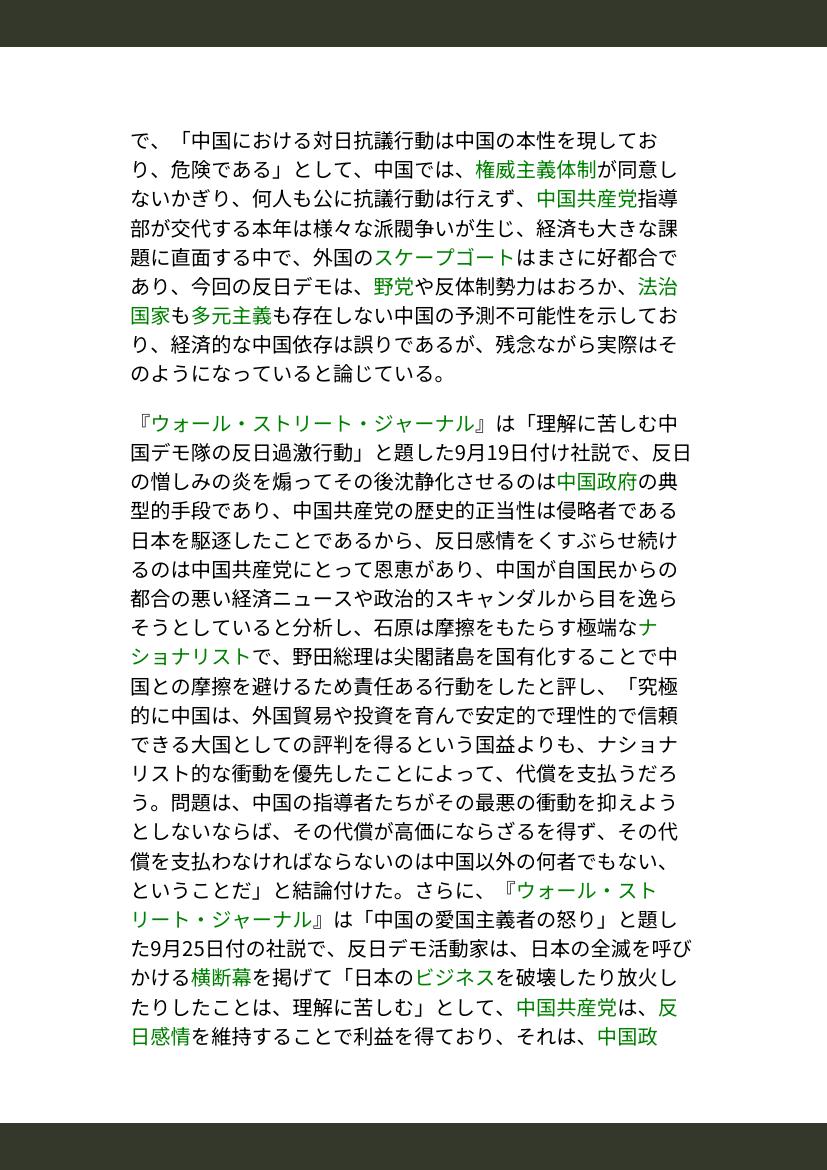 で、「中国における対日抗議行動は中国の本性を現してお
り、危険である」として、中国では、権威主義体制が同意し
ないかぎり、何人も公に抗議行動は行えず、中国共産党指導
部が交代する本年は様々な派閥争いが生じ、経済も大きな課
題に直面する中で、外国のスケープゴートはまさに好都合で
あり、今回の反日デモは、野党や反体制勢力はおろか、法治
国家も多元主義も存在しない中国の予測不可能性を示してお
り、経済的な中国依存は誤りであるが、残念ながら実際はそ
のようになっていると論じている。
『ウォール・ストリート・ジャーナル』は「理解に苦しむ中
国デモ隊の反日過激行動」と題した9月19日付け社説で、反日
の憎しみの炎を煽ってその後沈静化させるのは中国政府の典
型的手段であり、中国共産党の歴史的正当性は侵略者である
日本を駆逐したことであるから、反日感情をくすぶらせ続け
るのは中国共産党にとって恩恵があり、中国が自国民からの
都合の悪い経済ニュースや政治的スキャンダルから目を逸ら
そうとしていると分析し、石原は摩擦をもたらす極端なナ
ショナリストで、野田総理は尖閣諸島を国有化することで中
国との摩擦を避けるため責任ある行動をしたと評し、「究極
的に中国は、外国貿易や投資を育んで安定的で理性的で信頼
できる大国としての評判を得るという国益よりも、ナショナ
リスト的な衝動を優先したことによって、代償を支払うだろ
う。問題は、中国の指導者たちがその最悪の衝動を抑えよう
としないならば、その代償が高価にならざるを得ず、その代
償を支払わなければならないのは中国以外の何者でもない、
ということだ」と結論付けた。さらに、『ウォール・スト
リート・ジャーナル』は「中国の愛国主義者の怒り」と題し
た9月25日付の社説で、反日デモ活動家は、日本の全滅を呼び
かける横断幕を掲げて「日本のビジネスを破壊したり放火し
たりしたことは、理解に苦しむ」として、中国共産党は、反
日感情を維持することで利益を得ており、それは、中国政